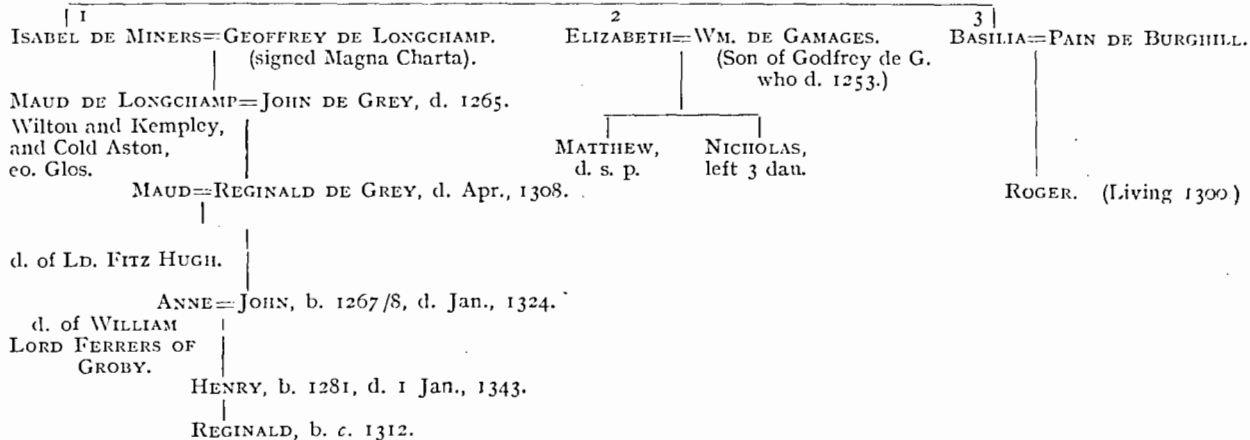 1 2 3
ISABEL DE MINERS=GEOFFREY DE LONGCHAMP. ELIZABETH=WM. DE GAMAGES. BASILIA=PAIN DE BURGHILL.
(signed Magna Charta). (Son of Godfrey de G.
who d. 1253.)
MAUD DE LONGCHAMP=JOHN DE GREY, d. 1265.
Wilton and Kempley,
and Cold Aston,
co. Glos.
MATTHEW, NICHOLAS,
d. s. p. left 3 dau.
MAUD=REGINALD DE GREY, d. Apr., 1308. ROGER. (Living 1300)
d. of LD. FITZ HUGH.
ANNE=JOHN, b. 1267/8, d. Jan., 1324.
d. of WILLIAM
LORD FERRERS OF
GROBY.
HENRY, b. 1281, d. 1 Jan., 1343.
REGINALD, b. c. 1312.